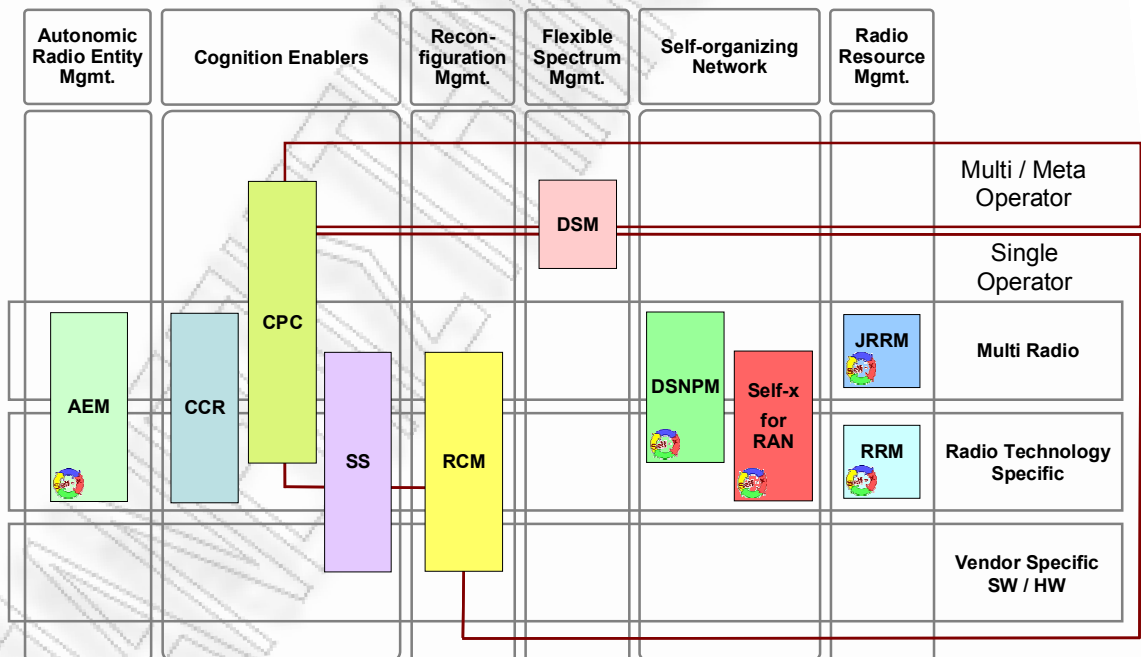 Autonomic
Radio Entity
Mgmt.
Cognition Enablers
Recon-
figuration
Mgmt.
Flexible
Spectrum
Mgmt.
Self-organizing
Network
Radio
Resource
Mgmt.
Multi / Meta
Operator
DSM
Single
Operator
CPC
AEM
CCR
SS
RCM
DSNPM
Self-x
for
RAN
JRRM
Multi Radio
RRM
Radio Technology
Specific
Vendor Specific
SW / HW